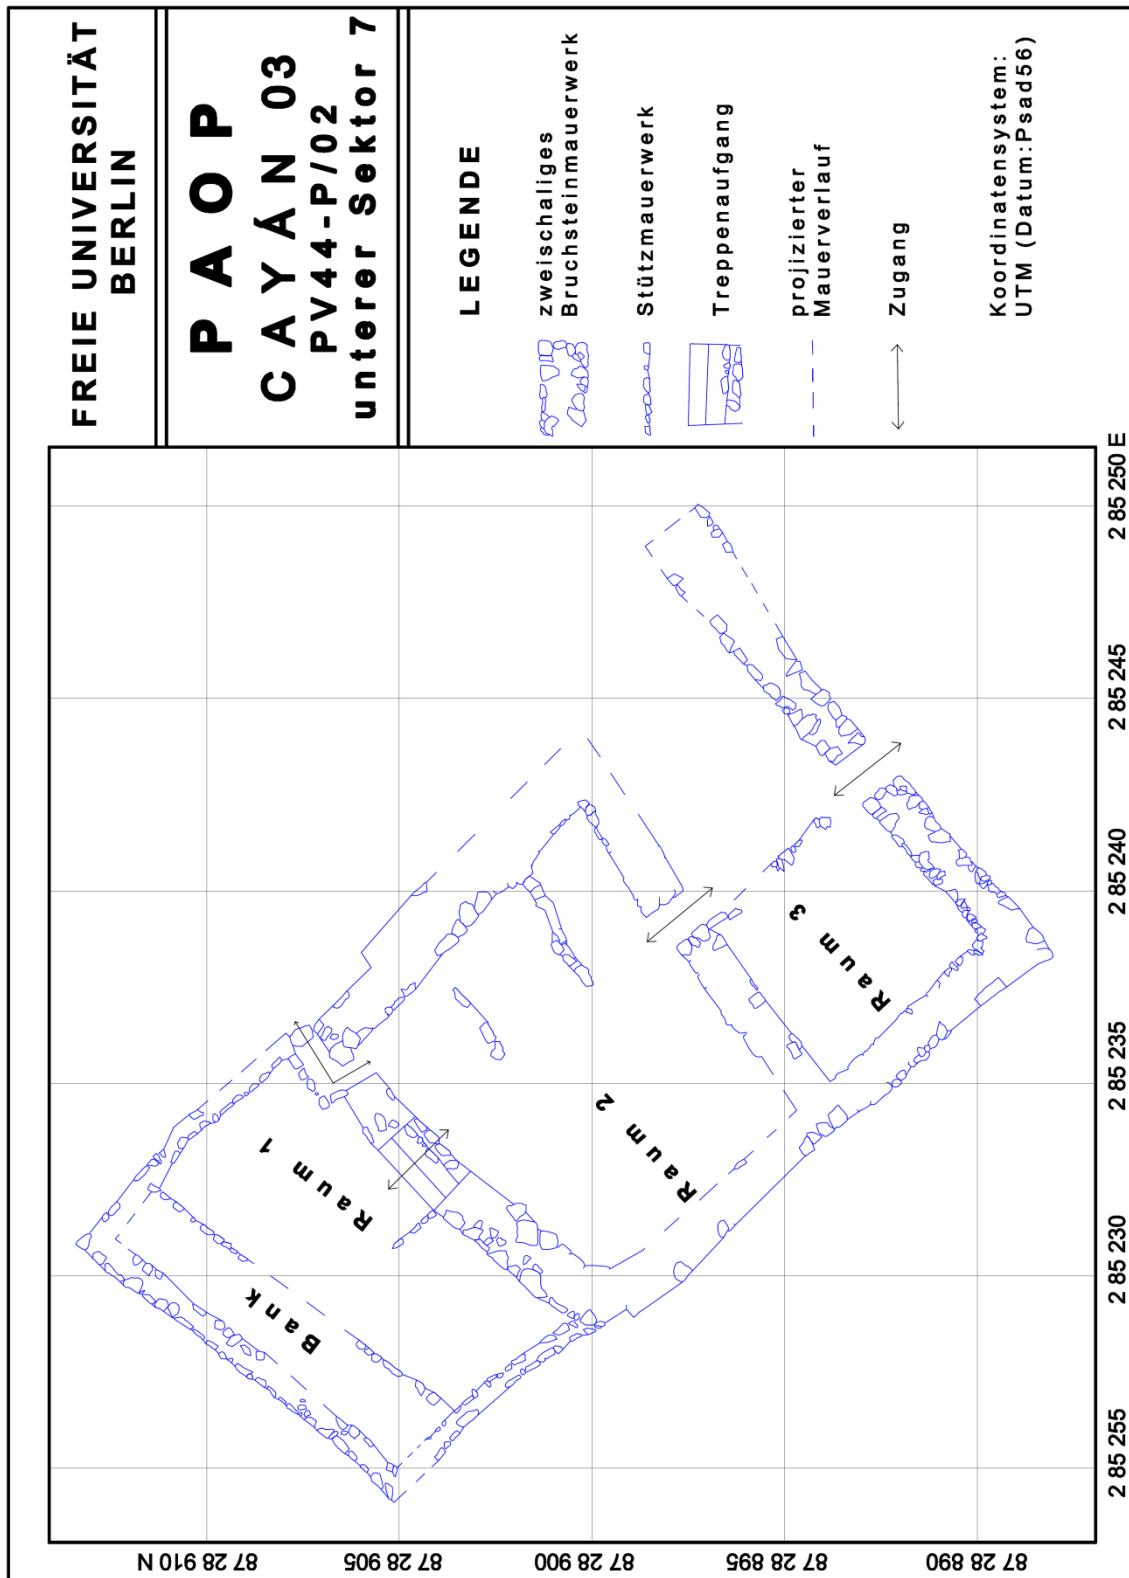 FREIE UNIVERSITÄT
BERLIN
PAOP
CAYÁN 03
PV44-P/02
unterer Sektor 7
LEGENDE
zweischaliges
Bruchsteinmauerwerk
Stützmauerwerk
Treppenaufgang
projizierter
Mauerverlauf
Zugang
Koordinatensystem:
UTM (Datum:Psad56)
Bank
Raum 1
Raum 2
Raum 3
87 28 910 N
87 28 905
87 28 900
87 28 895
87 28 890
2 85 255
2 85 230
2 85 235
2 85 240
2 85 245
2 85 250 E